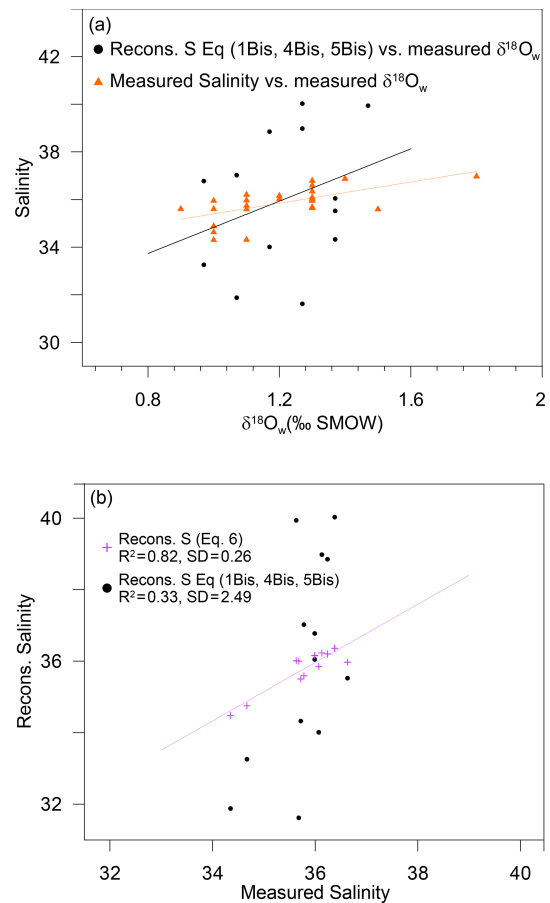 (a)
Recons. S Eq (1Bis, 4Bis, 5Bis) vs. measured δ¹⁸Ow
Measured Salinity vs. measured δ¹⁸Ow
42
38
34
30
Salinity
0.8
1.2
1.6
2
δ¹⁸Ow(‰ SMOW)
(b)
40
Recons. S (Eq. 6)
R²=0.82, SD=0.26
Recons. S Eq (1Bis, 4Bis, 5Bis)
R²=0.33, SD=2.49
36
32
Recons. Salinity
32
34
36
38
40
Measured Salinity